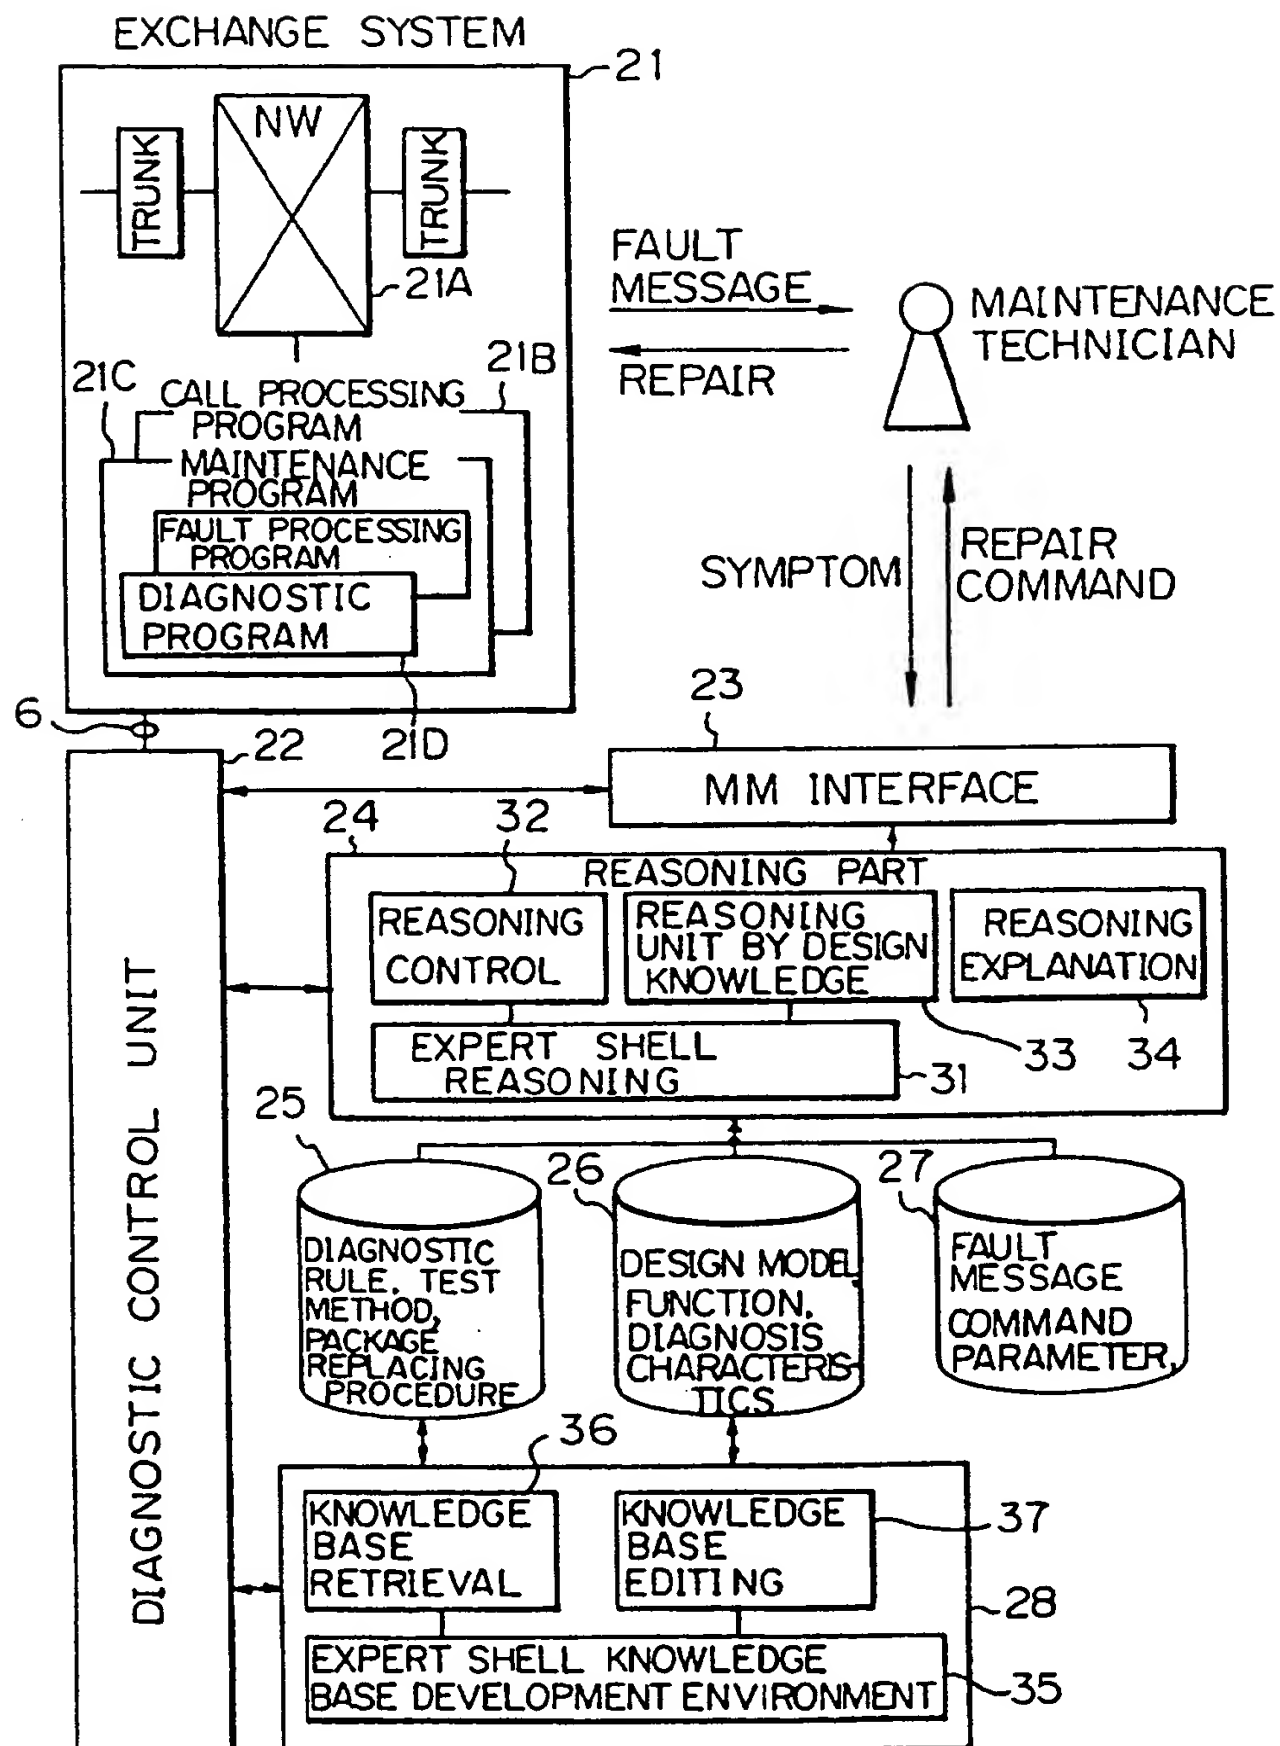 EXCHANGE SYSTEM
21
NW
TRUNK
TRUNK
21A
FAULT
MESSAGE
MAINTENANCE
TECHNICIAN
REPAIR
21C
21B
CALL PROCESSING
PROGRAM
MAINTENANCE
PROGRAM
FAULT PROCESSING
PROGRAM
DIAGNOSTIC
PROGRAM
SYMPTOM
REPAIR
COMMAND
6
22
21D
23
MM INTERFACE
24
32
REASONING PART
REASONING
CONTROL
REASONING
UNIT BY DESIGN
KNOWLEDGE
REASONING
EXPLANATION
33
34
EXPERT SHELL
REASONING
31
DIAGNOSTIC CONTROL UNIT
25
26
27
DIAGNOSTIC
RULE. TEST
METHOD,
PACKAGE
REPLACING
PROCEDURE
DESIGN MODEL,
FUNCTION.
DIAGNOSIS
CHARACTERIS-
TICS
FAULT
MESSAGE
COMMAND
PARAMETER,
36
KNOWLEDGE
BASE
RETRIEVAL
KNOWLEDGE
BASE
EDITING
37
28
EXPERT SHELL KNOWLEDGE
BASE DEVELOPMENT ENVIRONMENT
35